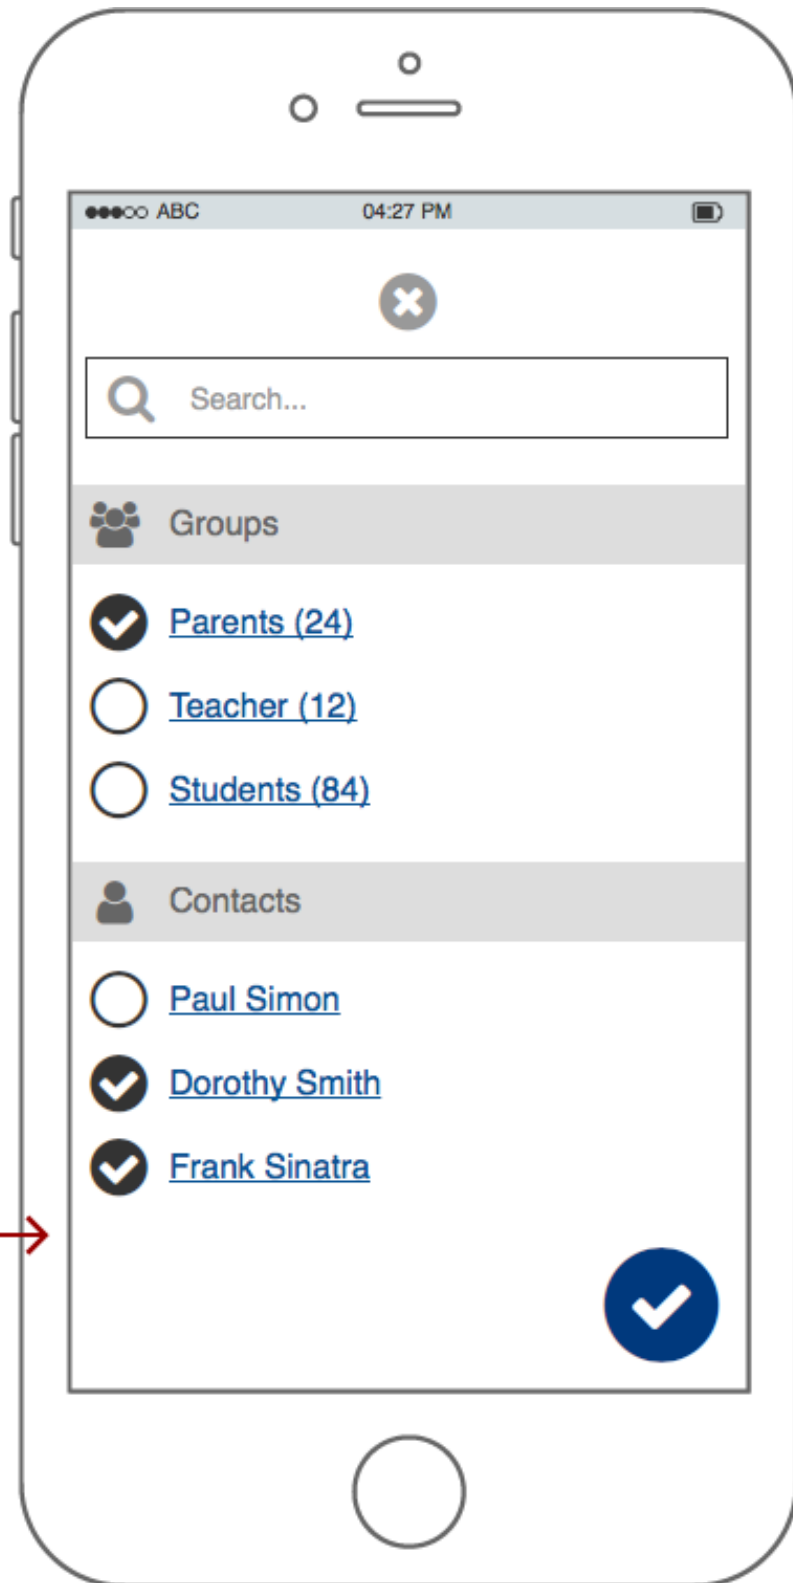 ABC 04:27 PM
Search...
Groups
Parents (24)
Teacher (12)
Students (84)
Contacts
Paul Simon
Dorothy Smith
Frank Sinatra